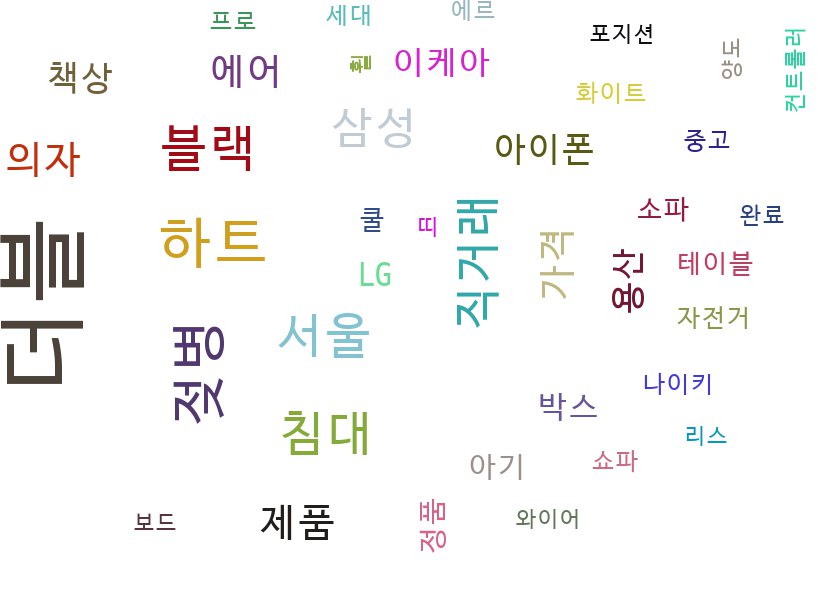 프로
세대
에르
포지션
책상
에어
휠
이케아
양도
컨트롤러
화이트
삼성
의자
블랙
아이폰
중고
더블
하트
쿨
띠
직거래
소파
완료
LG
가격
용산
테이블
서울
자전거
젖병
나이키
박스
침대
리스
아기
쇼파
보드
제품
정품
와이어